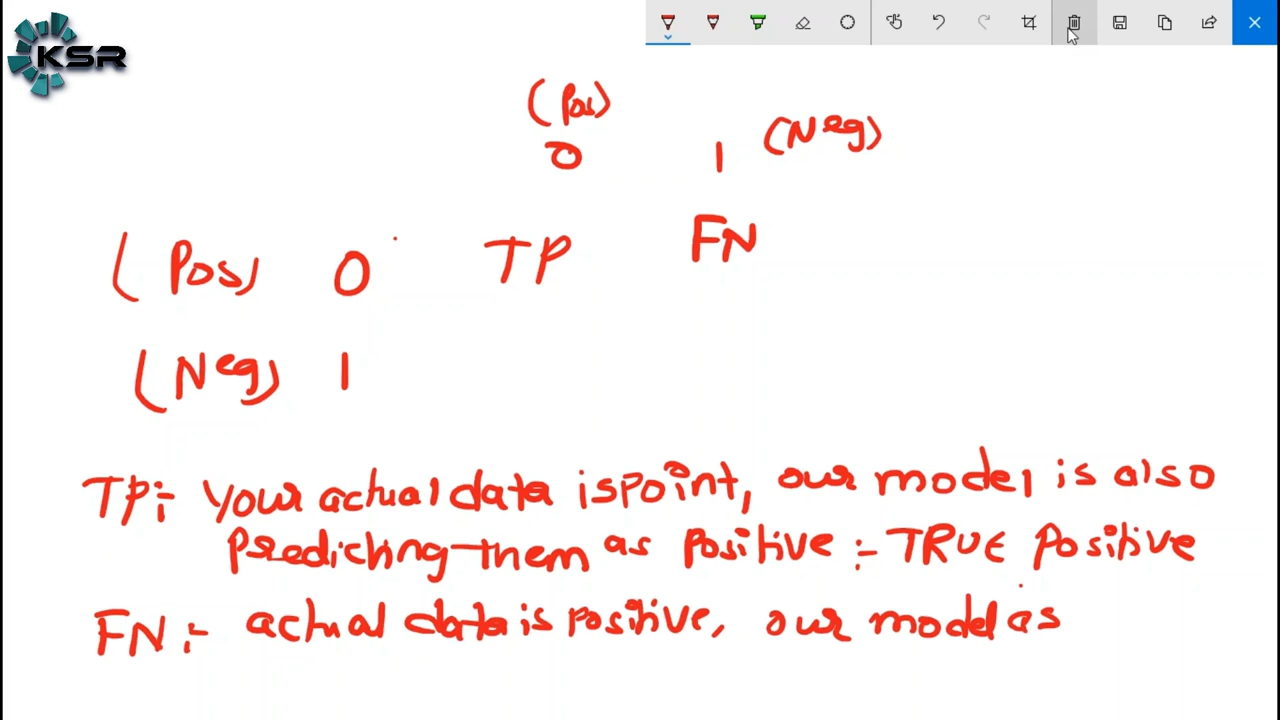 KSR
(Pos)
0 1 (Neg)
(Pos) 0 TP FN
(Neg) 1
TP:- Your actual data is point, our model is also
predicting them as positive :- TRUE Positive
FN:- actual data is positive, our model as